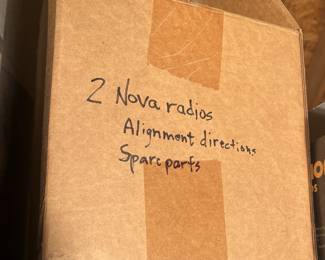 2 Nova radios
Alignment directions
Spare parts